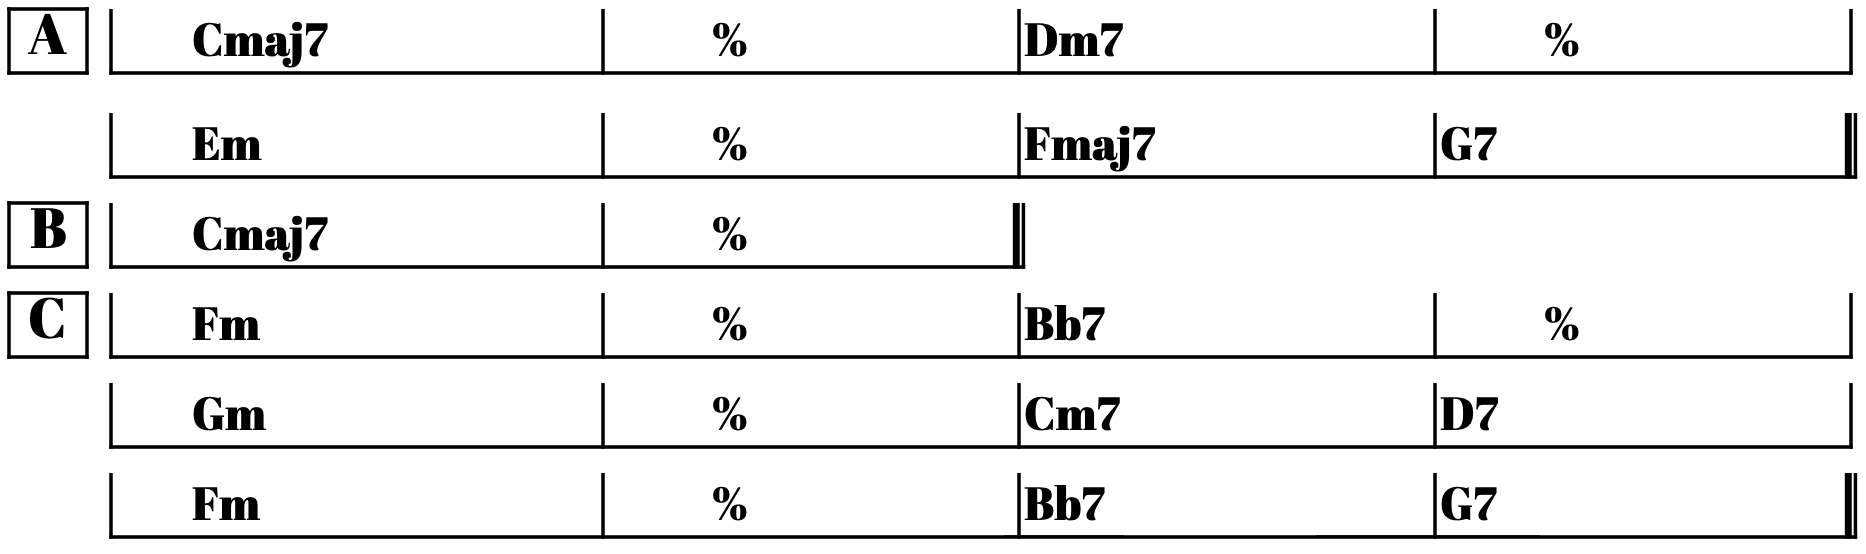 A Cmaj7 % Dm7 %
Em % Fmaj7 G7
B Cmaj7 %
C Fm % Bb7 %
Gm % Cm7 D7
Fm % Bb7 G7